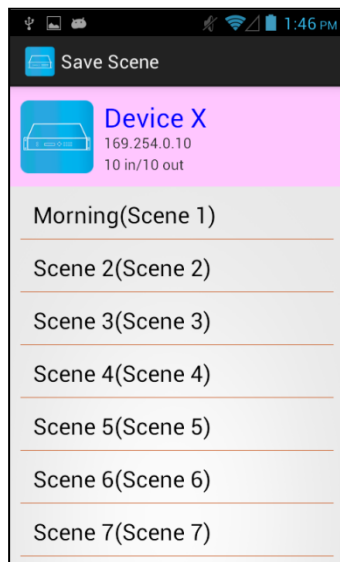 1:46 PM
Save Scene
Device X
169.254.0.10
10 in/10 out
Morning(Scene 1)
Scene 2(Scene 2)
Scene 3(Scene 3)
Scene 4(Scene 4)
Scene 5(Scene 5)
Scene 6(Scene 6)
Scene 7(Scene 7)